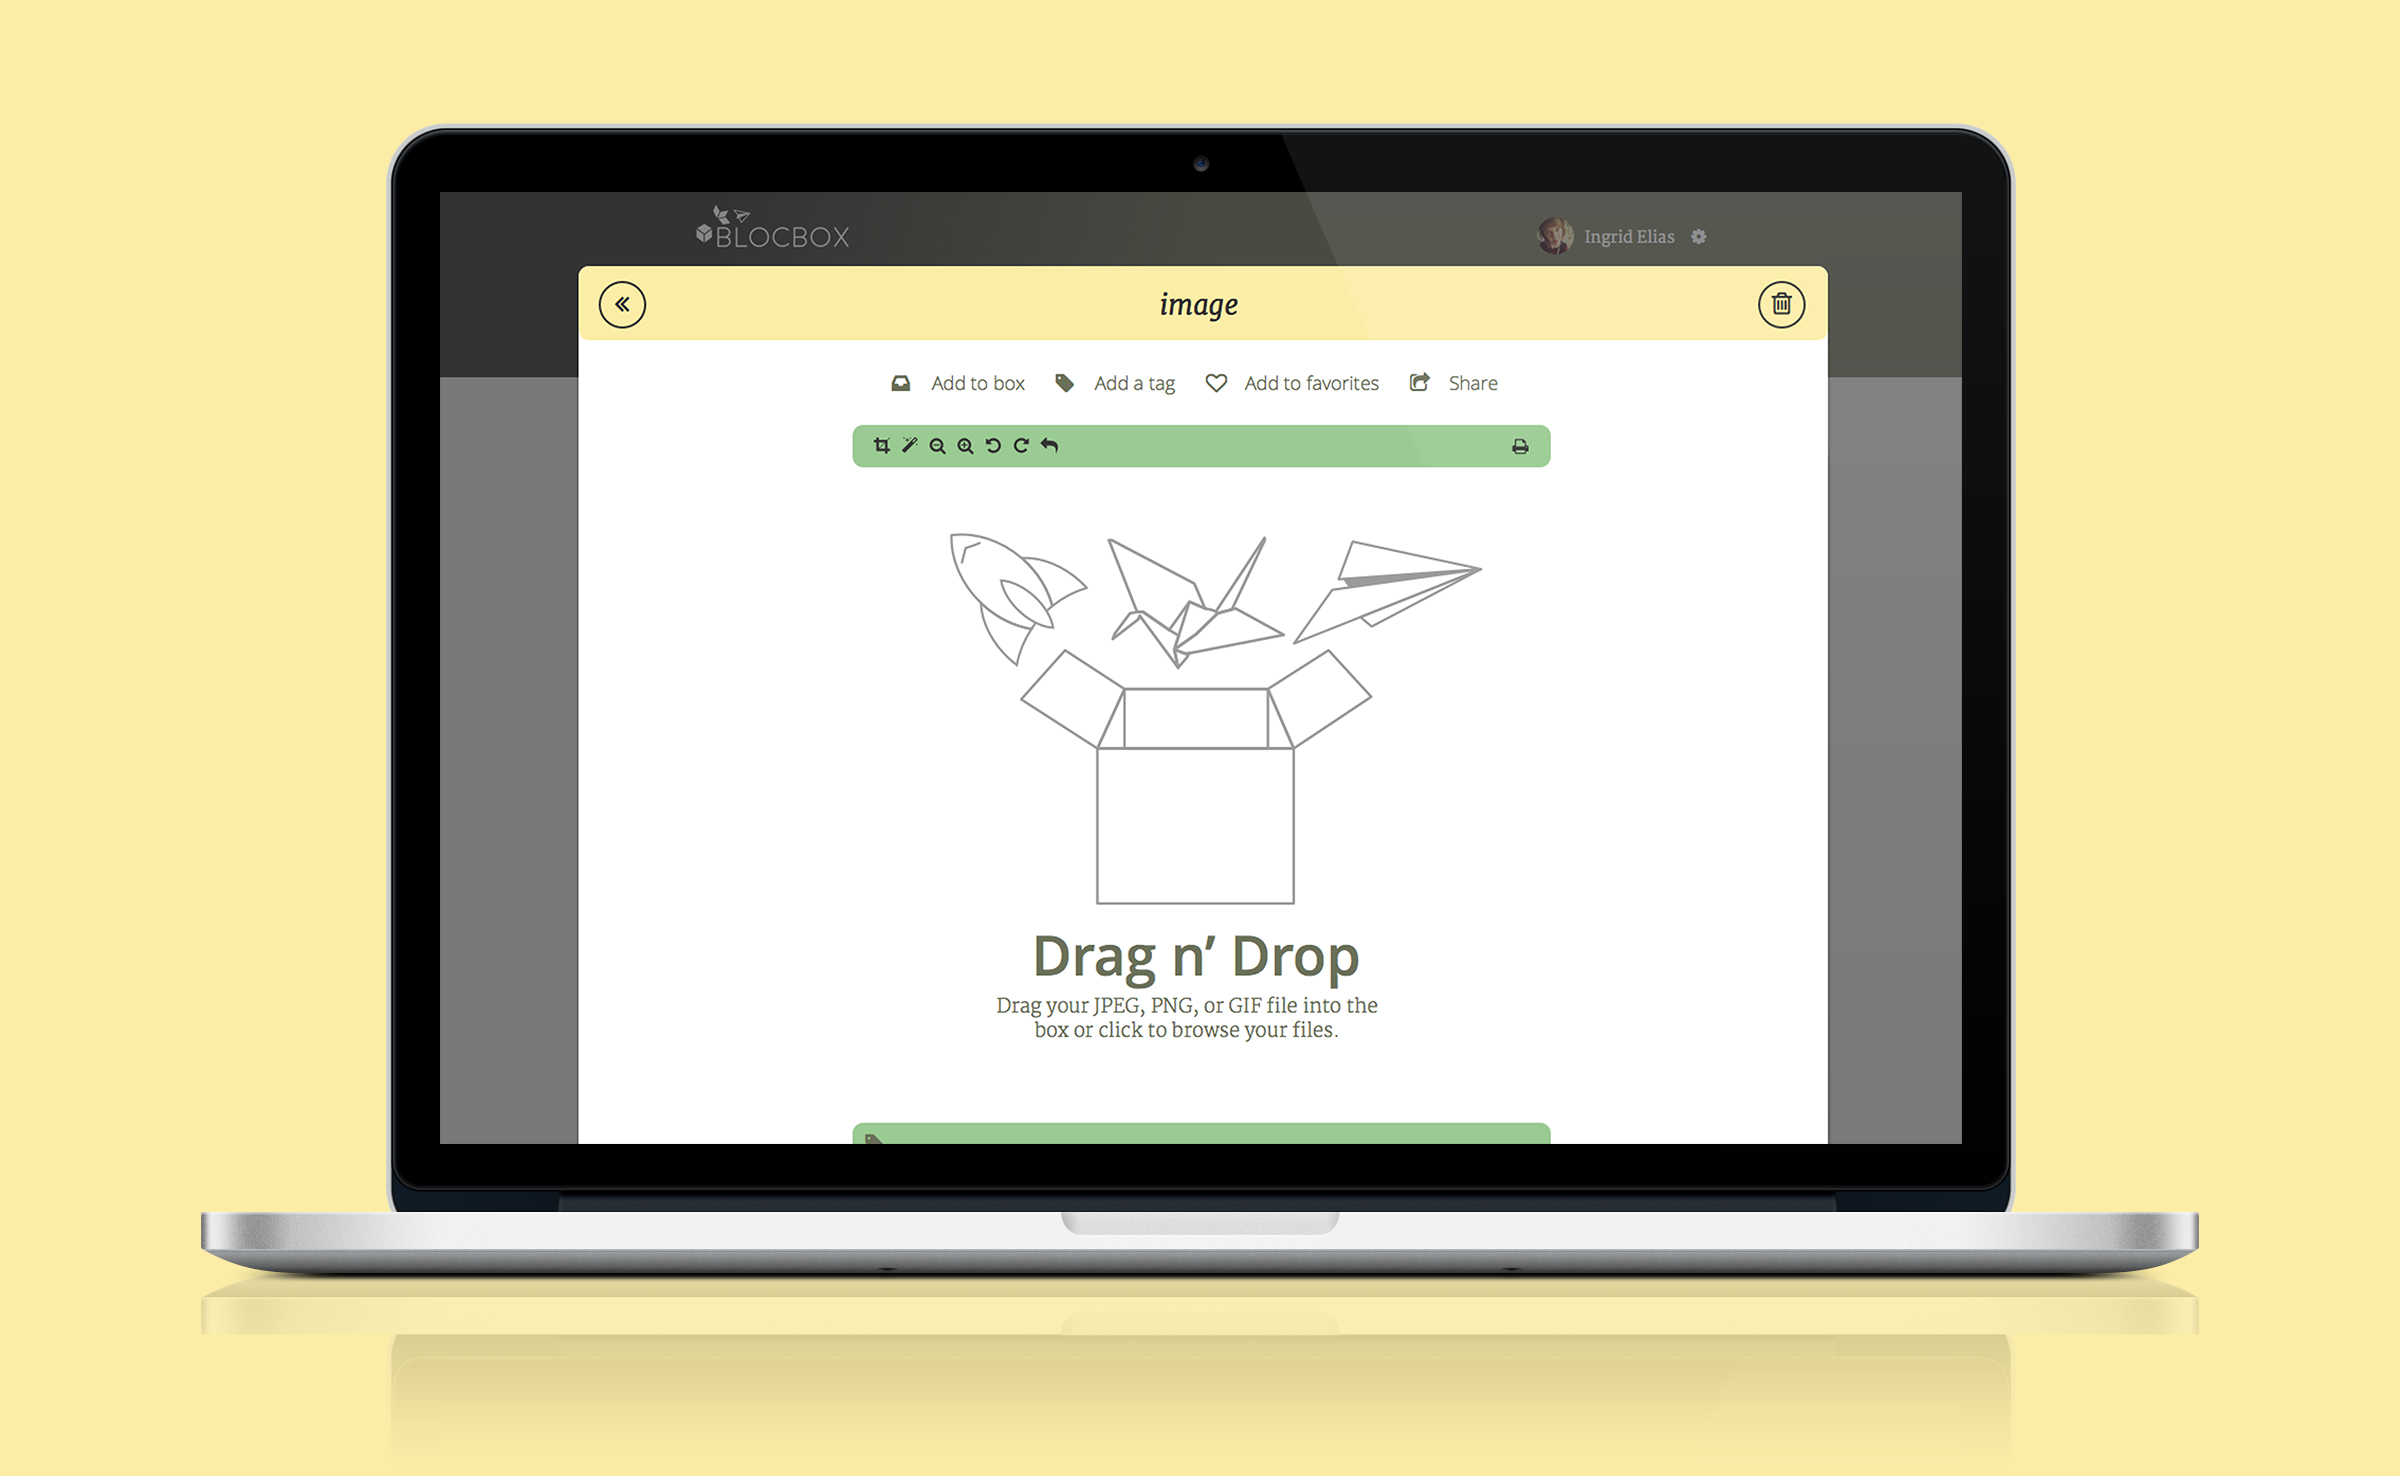 BLOCBOX
Ingrid Elias
image
Add to box Add a tag Add to favorites Share
Drag n’ Drop
Drag your JPEG, PNG, or GIF file into the
box or click to browse your files.